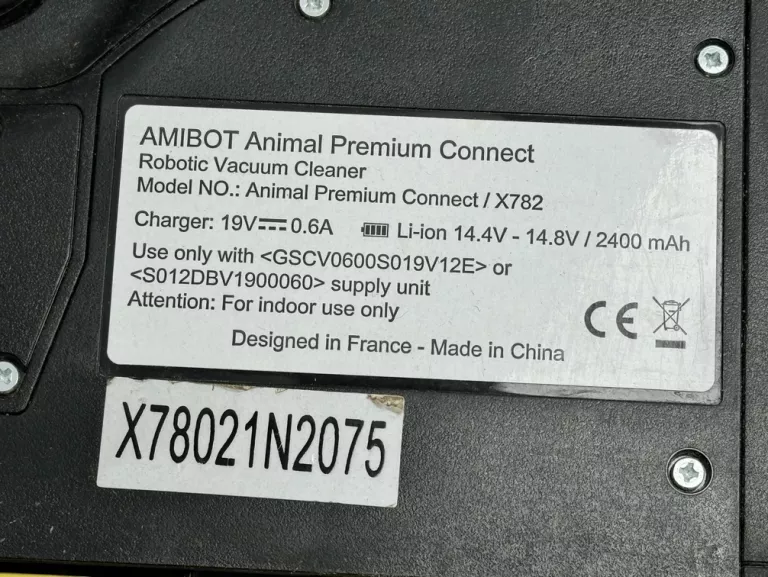 AMIBOT Animal Premium Connect
Robotic Vacuum Cleaner
Model NO.: Animal Premium Connect / X782
Charger: 19V⎓0.6A Li-ion 14.4V - 14.8V / 2400 mAh
Use only with <GSCV0600S019V12E> or
<S012DBV1900060> supply unit
Attention: For indoor use only
CE
Designed in France - Made in China
X78021N2075